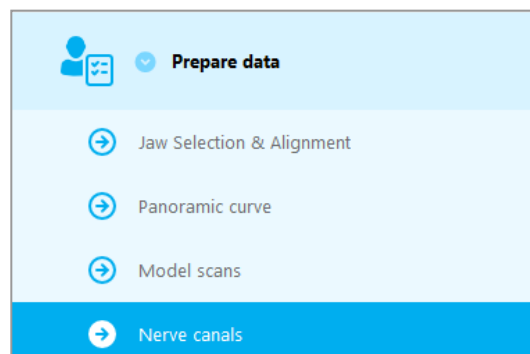 Prepare data
Jaw Selection & Alignment
Panoramic curve
Model scans
Nerve canals